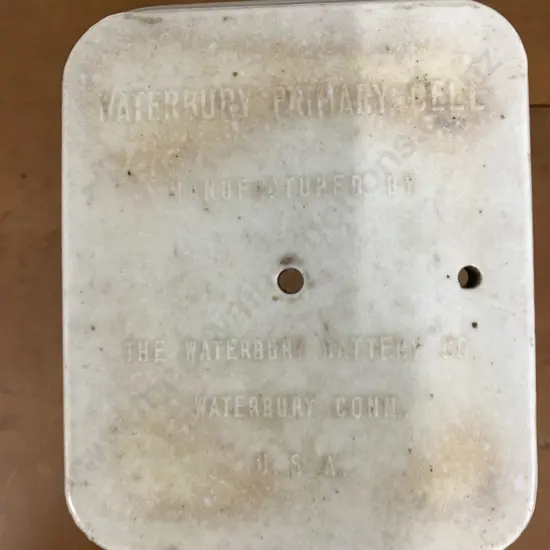 WATERBURY PRIMARY CELL
MANUFACTURED BY
THE WATERBURY BATTERY CO.
WATERBURY CONN.
U.S.A.